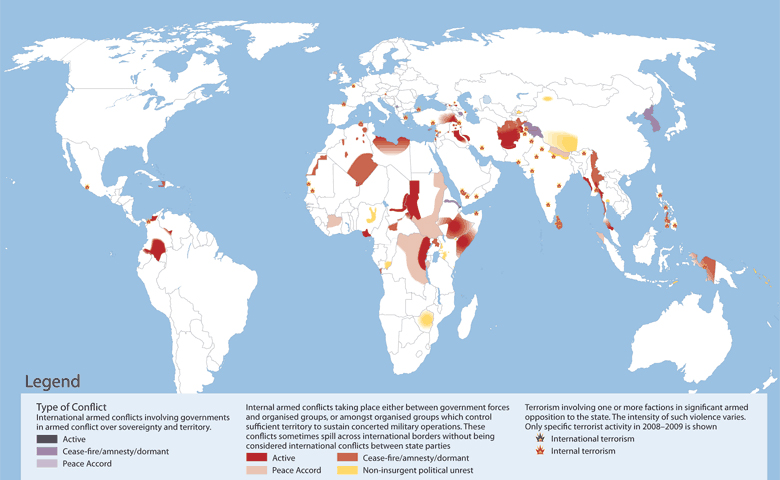 Legend
Type of Conflict
International armed conflicts involving governments
in armed conflict over sovereignty and territory.
Active
Cease-fire/amnesty/dormant
Peace Accord
Internal armed conflicts taking place either between government forces
and organised groups, or amongst organised groups which control
sufficient territory to sustain concerted military operations. These
conflicts sometimes spill across international borders without being
considered international conflicts between state parties
Active
Cease-fire/amnesty/dormant
Peace Accord
Non-insurgent political unrest
Terrorism involving one or more factions in significant armed
opposition to the state. The intensity of such violence varies.
Only specific terrorist activity in 2008–2009 is shown
International terrorism
Internal terrorism